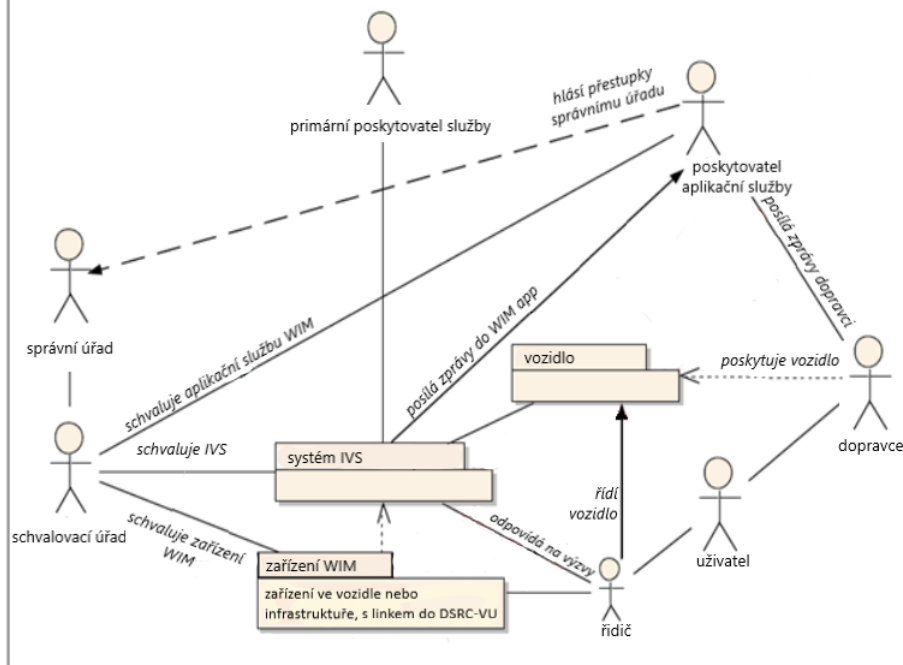 primární poskytovatel služby
hlásí přestupky
správnímu úřadu
poskytovatel
aplikační služby
posílá zprávy dopravci
správní úřad
schvaluje aplikační službu WIM
posílá zprávy do WIM app
vozidlo
poskytuje vozidlo
dopravce
schvaluje IVS
systém IVS
schvalovací úřad
schvaluje zařízení
WIM
řídí
vozidlo
odpovídá na výzvy
uživatel
zařízení WIM
zařízení ve vozidle nebo
infrastruktuře, s linkem do DSRC-VU
řidič